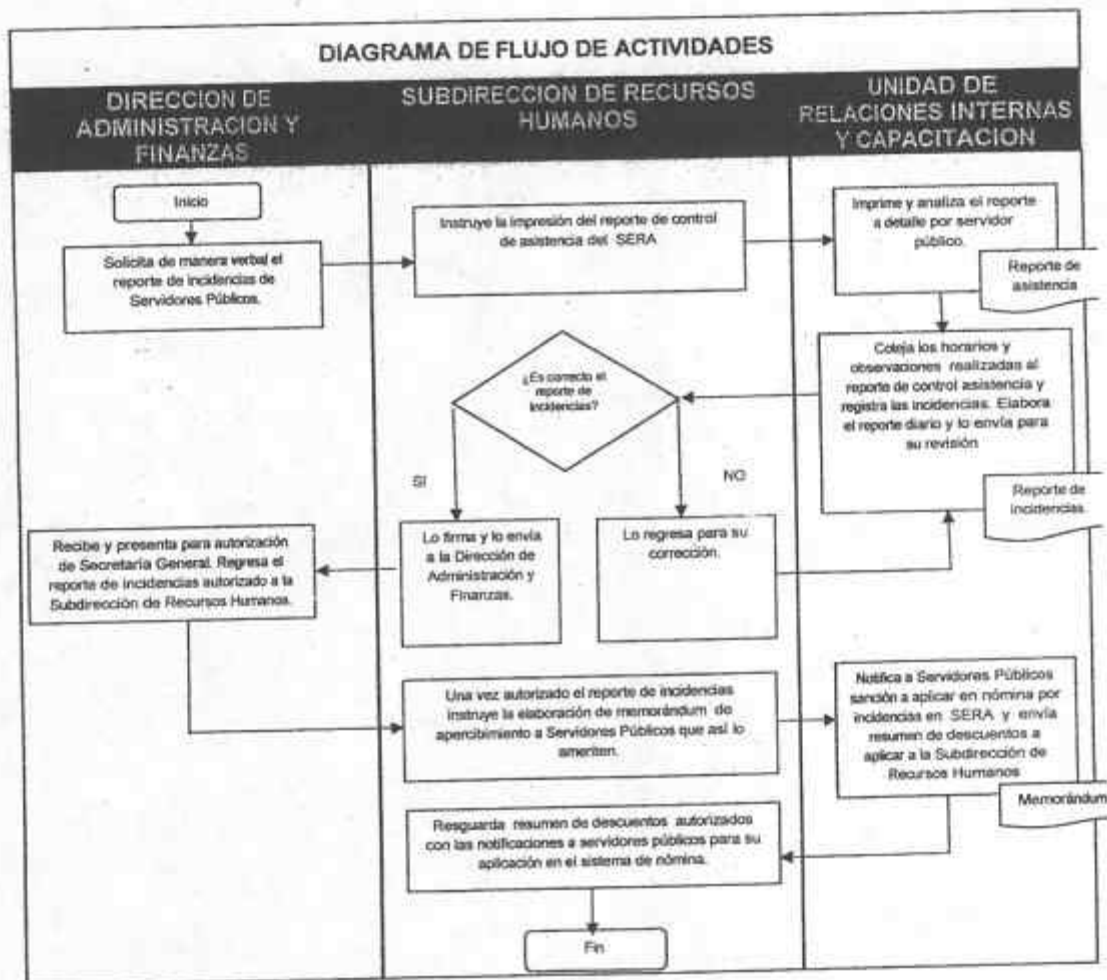 DIAGRAMA DE FLUJO DE ACTIVIDADES
DIRECCION DE
ADMINISTRACION Y
FINANZAS
SUBDIRECCION DE RECURSOS
HUMANOS
UNIDAD DE
RELACIONES INTERNAS
Y CAPACITACION
Inicio
Solicita de manera verbal el
reporte de incidencias de
Servidores Públicos.
Instruye la impresión del reporte de control
de asistencia del SERA
Imprime y analiza el reporte
a detalle por servidor
público.
Reporte de
asistencia
Coteja los horarios y
observaciones realizadas al
reporte de control asistencia y
registra las incidencias. Elabora
el reporte diario y lo envía para
su revisión
Reporte de
incidencias
¿Es correcto el
reporte de
incidencias?
SI
NO
Lo firma y lo envía
a la Dirección de
Administración y
Finanzas.
Lo regresa para su
corrección.
Recibe y presenta para autorización
de Secretaría General. Regresa el
reporte de incidencias autorizado a la
Subdirección de Recursos Humanos.
Una vez autorizado el reporte de incidencias
instruye la elaboración de memorándum de
apercibimiento a Servidores Públicos que así lo
ameriten.
Notifica a Servidores Públicos
sanción a aplicar en nómina por
incidencias en SERA y envía
resumen de descuentos a
aplicar a la Subdirección de
Recursos Humanos
Memorándum
Resguarda resumen de descuentos autorizados
con las notificaciones a servidores públicos para su
aplicación en el sistema de nómina.
Fin